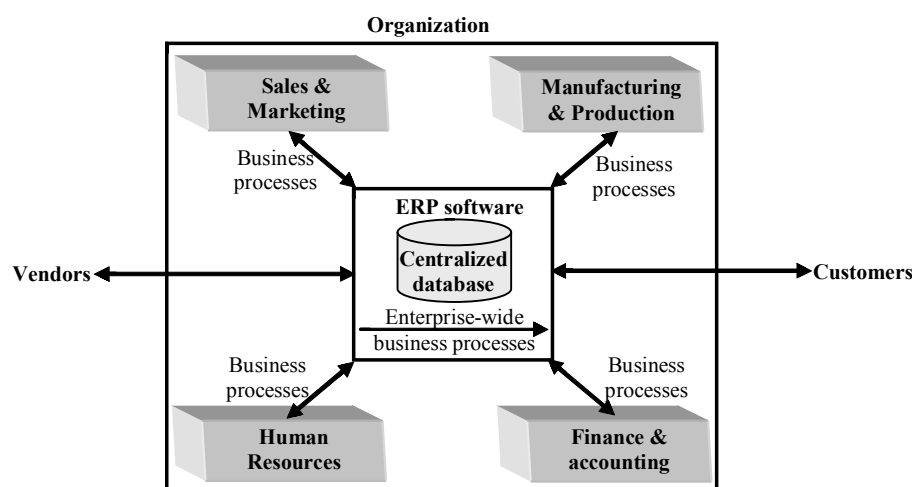 Organization
Sales &
Marketing
Manufacturing
& Production
Business
processes
Business
processes
ERP software
Centralized
database
Vendors
Customers
Enterprise-wide
business processes
Business
processes
Business
processes
Human
Resources
Finance &
accounting